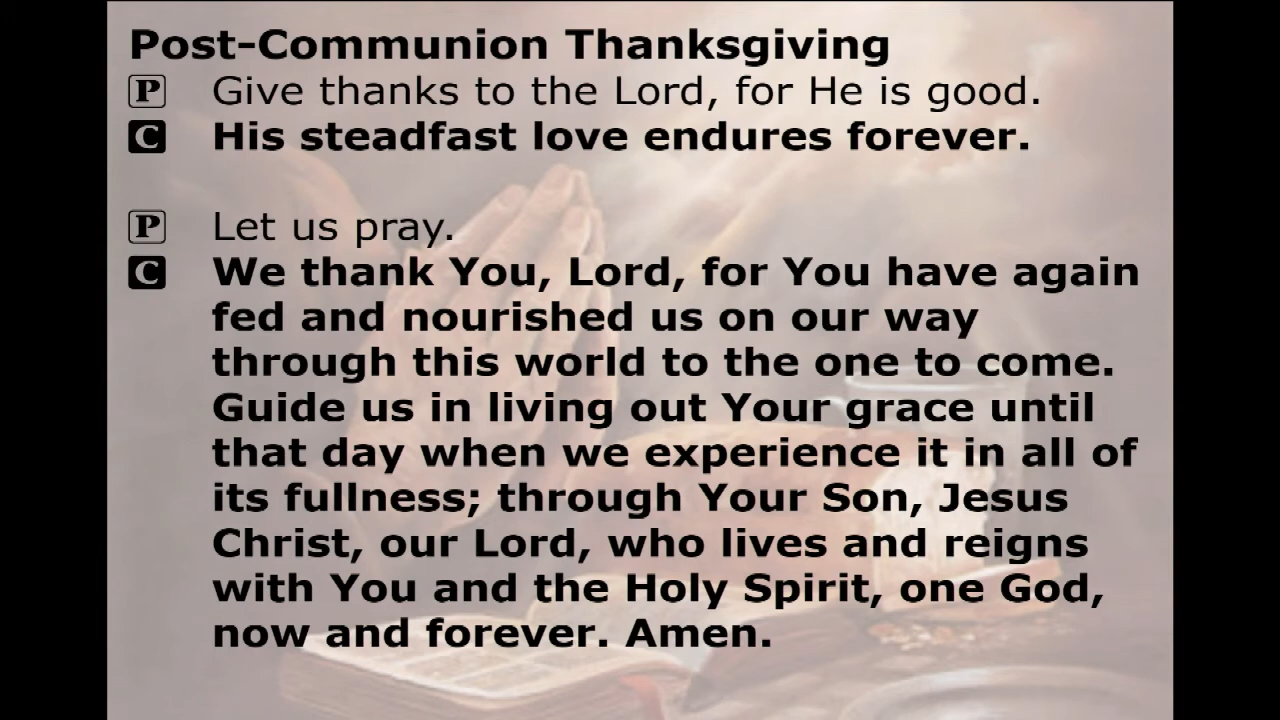 Post-Communion Thanksgiving
P Give thanks to the Lord, for He is good.
C His steadfast love endures forever.
P Let us pray.
C We thank You, Lord, for You have again
fed and nourished us on our way
through this world to the one to come.
Guide us in living out Your grace until
that day when we experience it in all of
its fullness; through Your Son, Jesus
Christ, our Lord, who lives and reigns
with You and the Holy Spirit, one God,
now and forever. Amen.